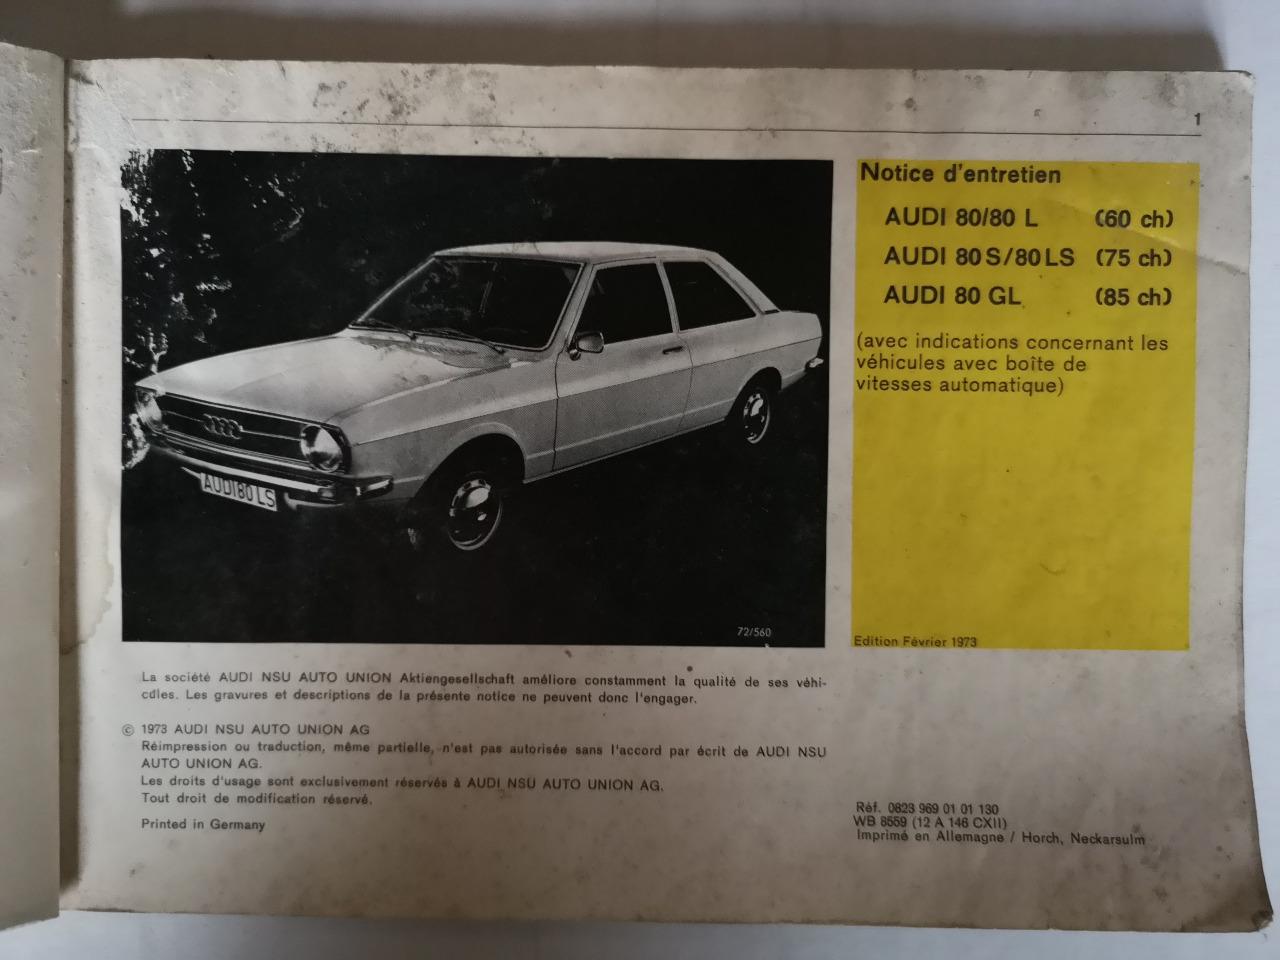 1
AUDI80 LS
72/560
Notice d'entretien
AUDI 80/80 L (60 ch)
AUDI 80 S/80 LS (75 ch)
AUDI 80 GL (85 ch)
(avec indications concernant les
véhicules avec boîte de
vitesses automatique)
Edition Février 1973
La société AUDI NSU AUTO UNION Aktiengesellschaft améliore constamment la qualité de ses véhi-
cules. Les gravures et descriptions de la présente notice ne peuvent donc l'engager.
© 1973 AUDI NSU AUTO UNION AG
Réimpression ou traduction, même partielle, n'est pas autorisée sans l'accord par écrit de AUDI NSU
AUTO UNION AG.
Les droits d'usage sont exclusivement réservés à AUDI NSU AUTO UNION AG.
Tout droit de modification réservé.
Printed in Germany
Réf. 0823 969 01 01 130
WB 8559 (12 A 146 CXII)
Imprimé en Allemagne / Horch, Neckarsulm